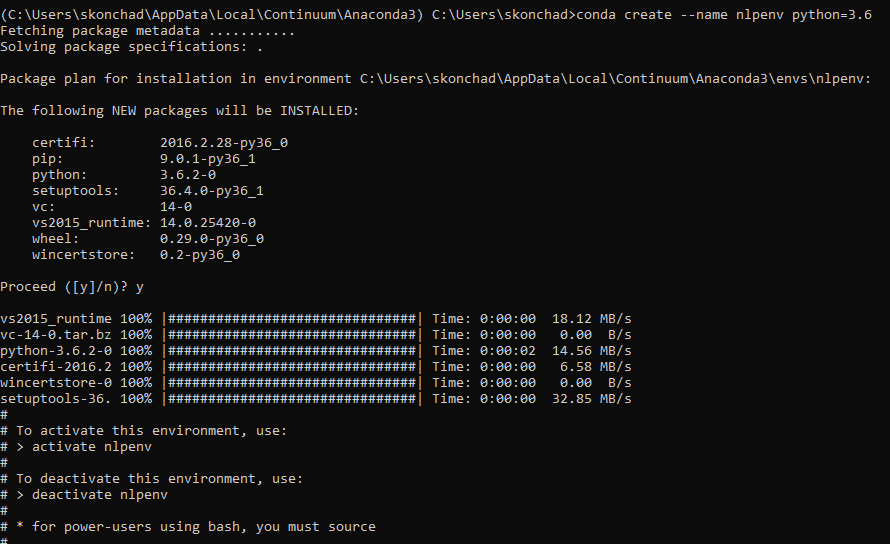 (C:\Users\skonchad\AppData\Local\Continuum\Anaconda3) C:\Users\skonchad>conda create --name nlpenv python=3.6
Fetching package metadata ...........
Solving package specifications: .
Package plan for installation in environment C:\Users\skonchad\AppData\Local\Continuum\Anaconda3\envs\nlpenv:
The following NEW packages will be INSTALLED:
    certifi:        2016.2.28-py36_0
    pip:            9.0.1-py36_1
    python:         3.6.2-0
    setuptools:     36.4.0-py36_1
    vc:             14-0
    vs2015_runtime: 14.0.25420-0
    wheel:          0.29.0-py36_0
    wincertstore:   0.2-py36_0
Proceed ([y]/n)? y
vs2015_runtime 100% |###############################| Time: 0:00:00  18.12 MB/s
vc-14-0.tar.bz 100% |###############################| Time: 0:00:00   0.00  B/s
python-3.6.2-0 100% |###############################| Time: 0:00:02  14.56 MB/s
certifi-2016.2 100% |###############################| Time: 0:00:00   6.58 MB/s
wincertstore-0 100% |###############################| Time: 0:00:00   0.00  B/s
setuptools-36. 100% |###############################| Time: 0:00:00  32.85 MB/s
#
# To activate this environment, use:
# > activate nlpenv
#
# To deactivate this environment, use:
# > deactivate nlpenv
#
# * for power-users using bash, you must source
#